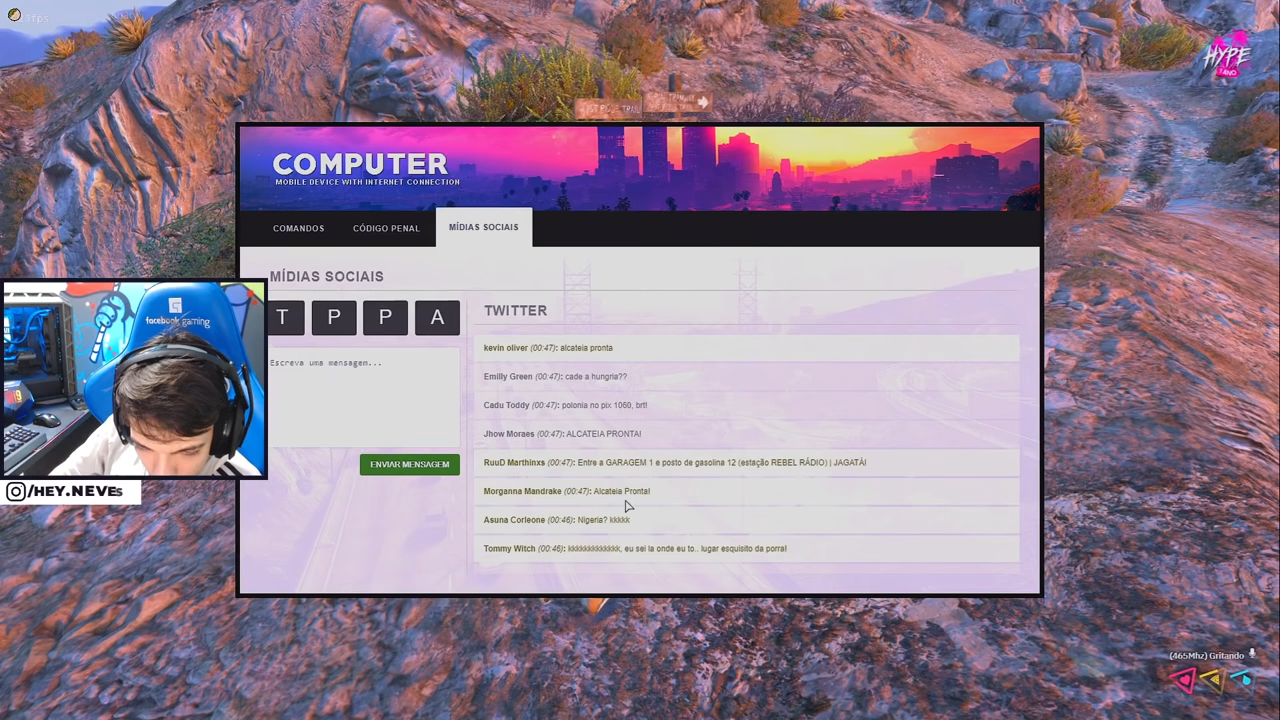 HYPE
1 ANO
COMPUTER
MOBILE DEVICE WITH INTERNET CONNECTION
COMANDOS
CÓDIGO PENAL
MÍDIAS SOCIAIS
MÍDIAS SOCIAIS
T P P A
Escreva uma mensagem...
ENVIAR MENSAGEM
TWITTER
kevin oliver (00:47): alcateia pronta
Emilly Green (00:47): cade a hungria??
Cadu Toddy (00:47): polonia no pix 1060, brt!
Jhow Moraes (00:47): ALCATEIA PRONTA!
RuuD Marthinxs (00:47): Entre a GARAGEM 1 e posto de gasolina 12 (estação REBEL RÁDIO) | JAGATÁ!
Morganna Mandrake (00:47): Alcateia Pronta!
Asuna Corleone (00:46): Nigeria? kkkkk
Tommy Witch (00:46): kkkkkkkkkkkkk, eu sei la onde eu to.. lugar esquisito da porra!
facebook gaming
/HEY.NEVES
(465Mhz) Gritando